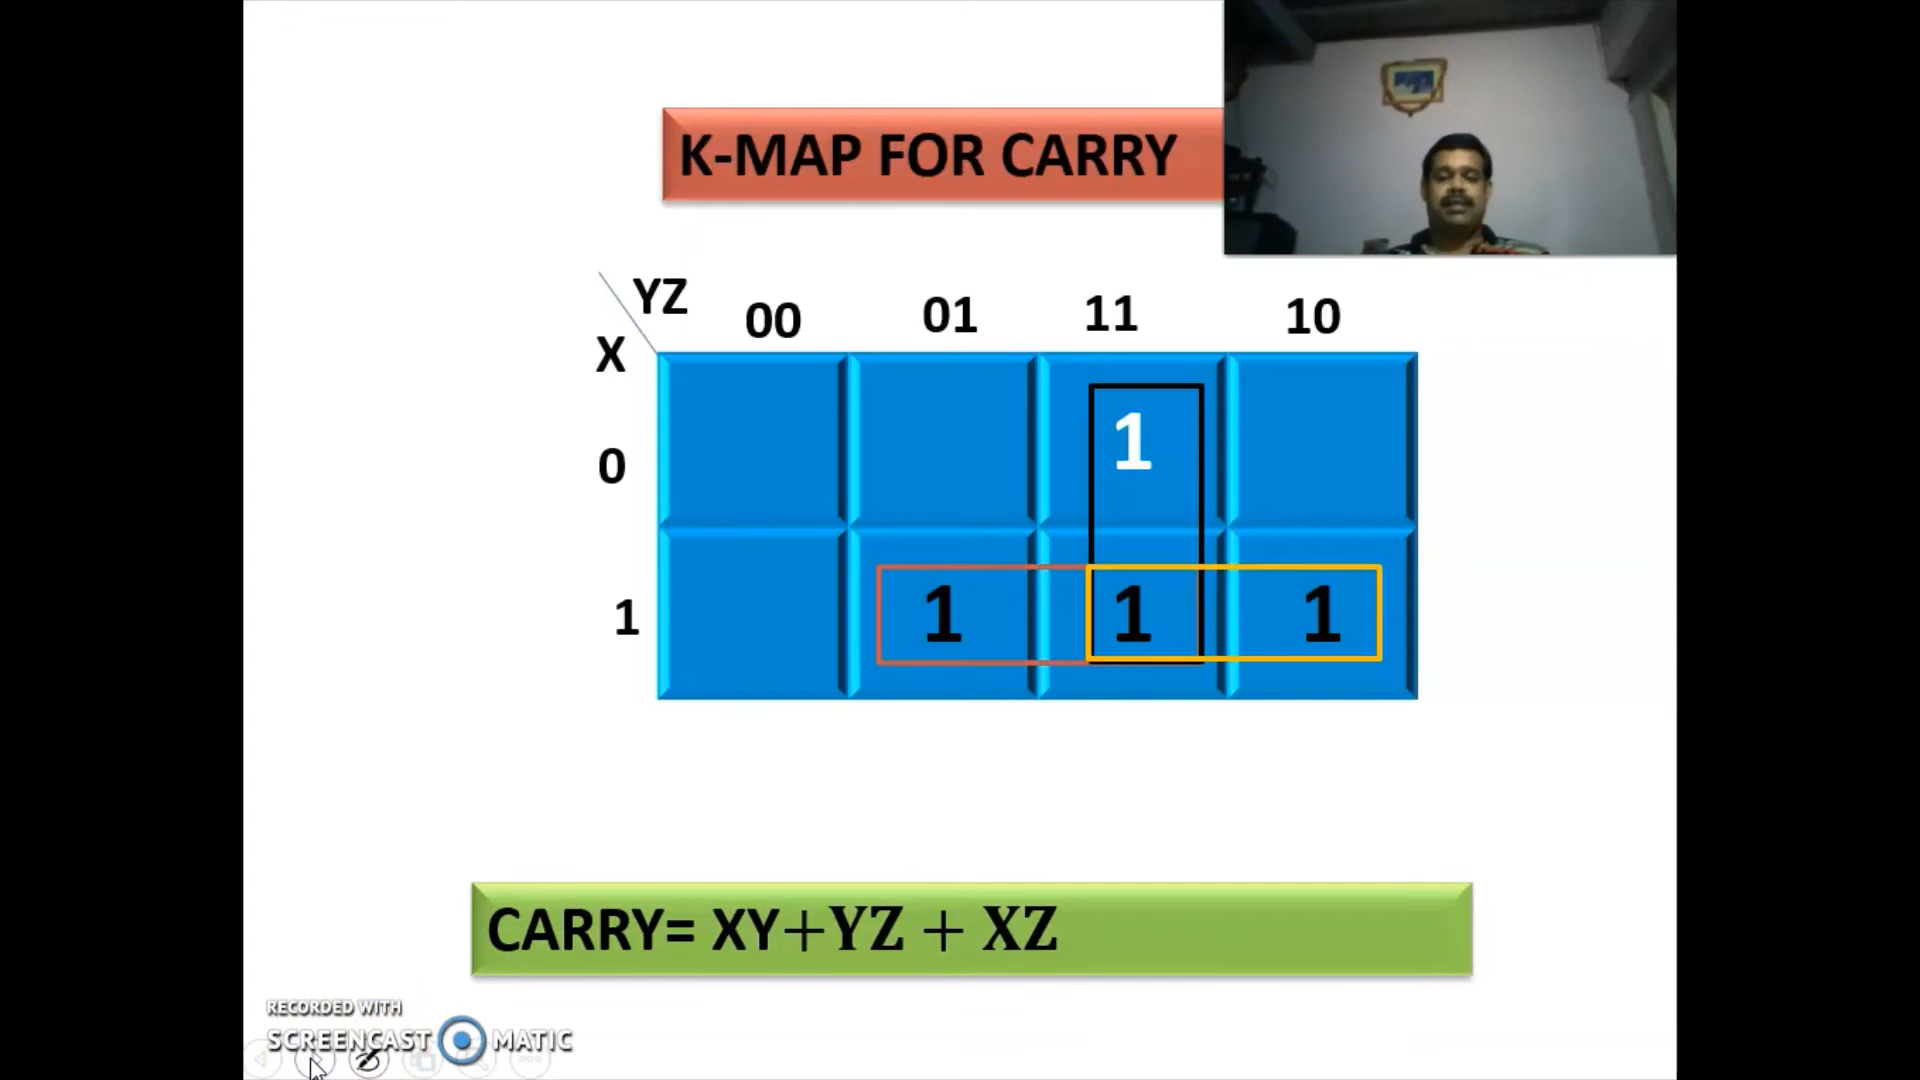 K-MAP FOR CARRY
YZ
00 01 11 10
X
0
1
1
1 1 1 1
CARRY= XY+YZ + XZ
RECORDED WITH
SCREENCAST MATIC